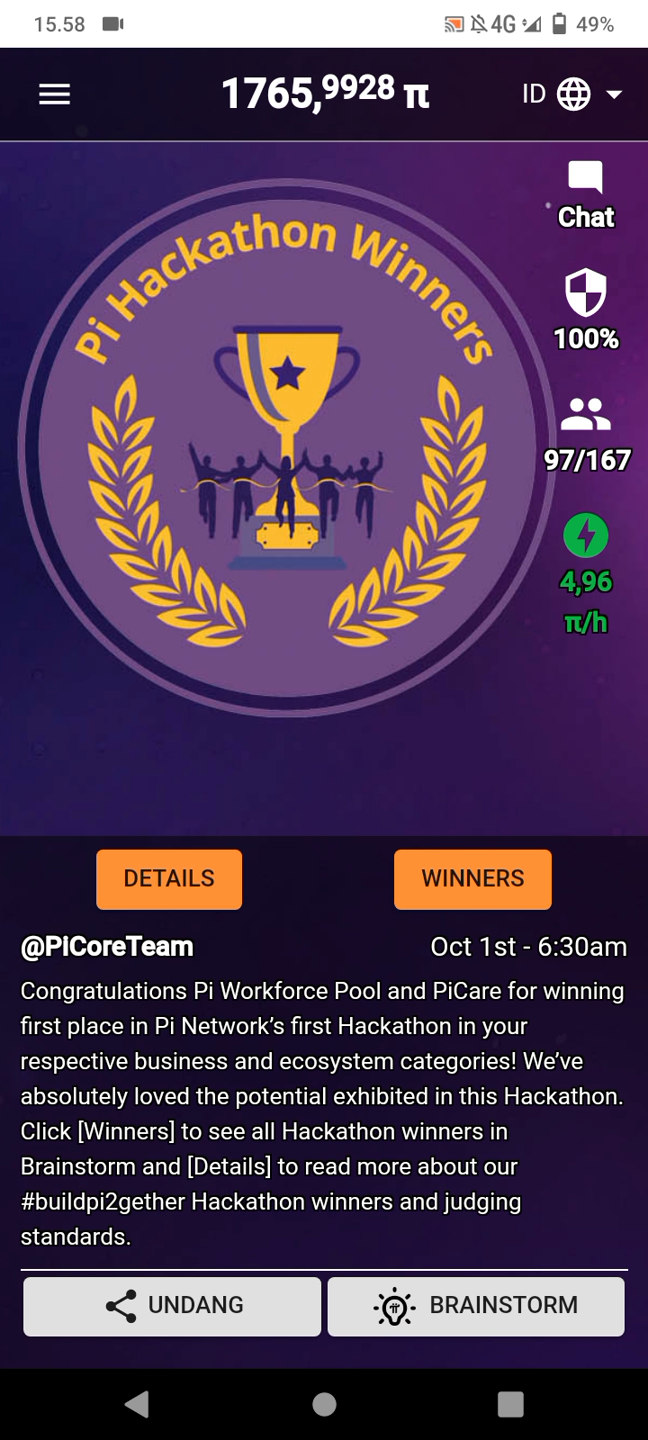 15.58 4G 49%
1765,9928 π ID
Chat
Pi Hackathon Winners
100%
97/167
4,96
π/h
DETAILS WINNERS
@PiCoreTeam Oct 1st - 6:30am
Congratulations Pi Workforce Pool and PiCare for winning
first place in Pi Network’s first Hackathon in your
respective business and ecosystem categories! We’ve
absolutely loved the potential exhibited in this Hackathon.
Click [Winners] to see all Hackathon winners in
Brainstorm and [Details] to read more about our
#buildpi2gether Hackathon winners and judging
standards.
UNDANG BRAINSTORM